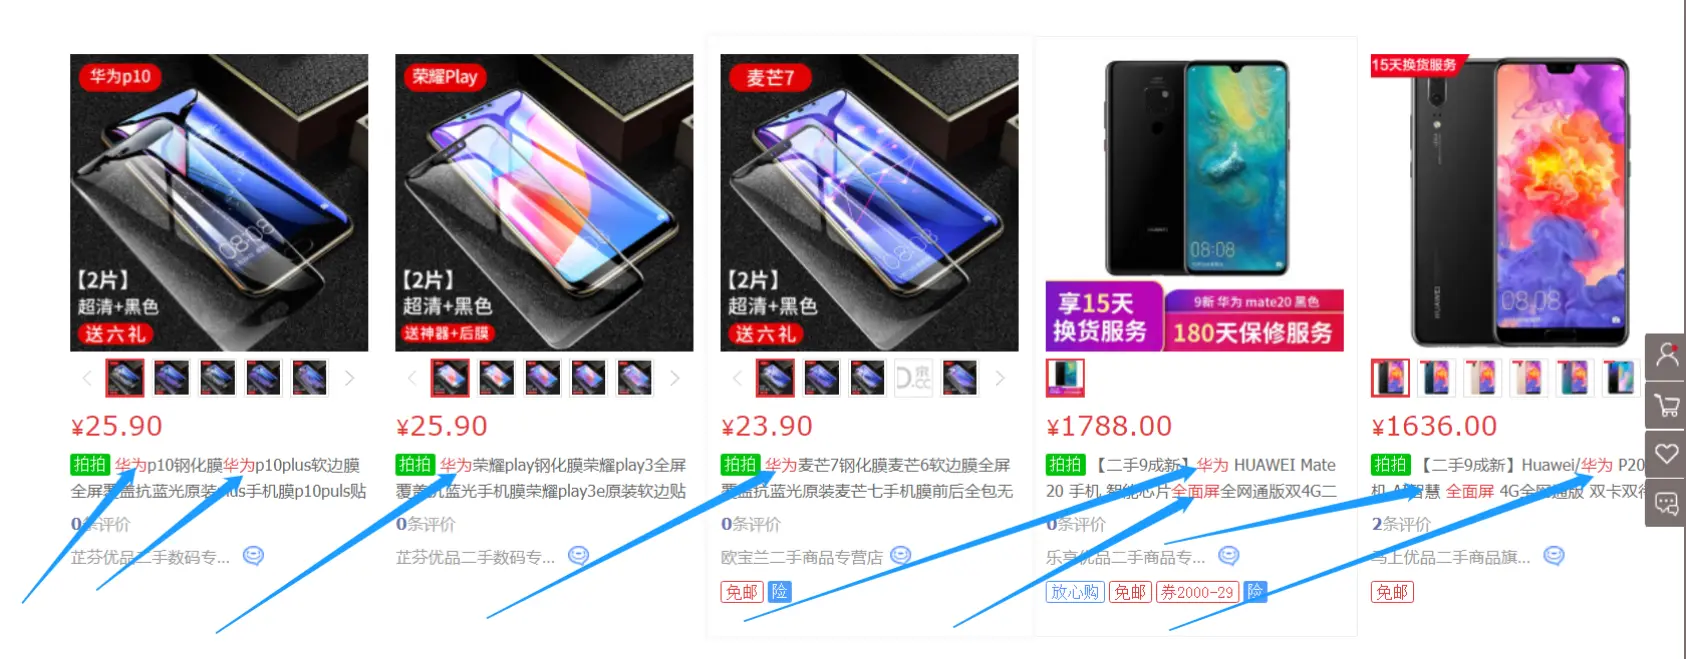 华为p10
【2片】
超清+黑色
送六礼
¥25.90
拍拍 华为p10钢化膜华为p10plus软边膜
全屏覆盖抗蓝光原装plus手机膜p10puls贴
0条评价
芷芬优品二手数码专...
荣耀Play
【2片】
超清+黑色
送神器+后膜
¥25.90
拍拍 华为荣耀play钢化膜荣耀play3全屏
覆盖抗蓝光手机膜荣耀play3e原装软边贴
0条评价
芷芬优品二手数码专...
麦芒7
【2片】
超清+黑色
送六礼
¥23.90
拍拍 华为麦芒7钢化膜麦芒6软边膜全屏
覆盖抗蓝光原装麦芒七手机膜前后全包无
0条评价
欧宝兰二手商品专营店
免邮 险
08:08
享15天
换货服务
9新 华为 mate20 黑色
180天保修服务
¥1788.00
拍拍 【二手9成新】华为 HUAWEI Mate
20 手机 智能芯片全面屏全网通版双4G二
0条评价
乐享优品二手商品专...
放心购 免邮 券2000-29 险
15天换货服务
HUAWEI
08:08
¥1636.00
拍拍 【二手9成新】Huawei/华为 P20
机 AI智慧 全面屏 4G全网通版 双卡双待
2条评价
马上优品二手商品旗...
免邮